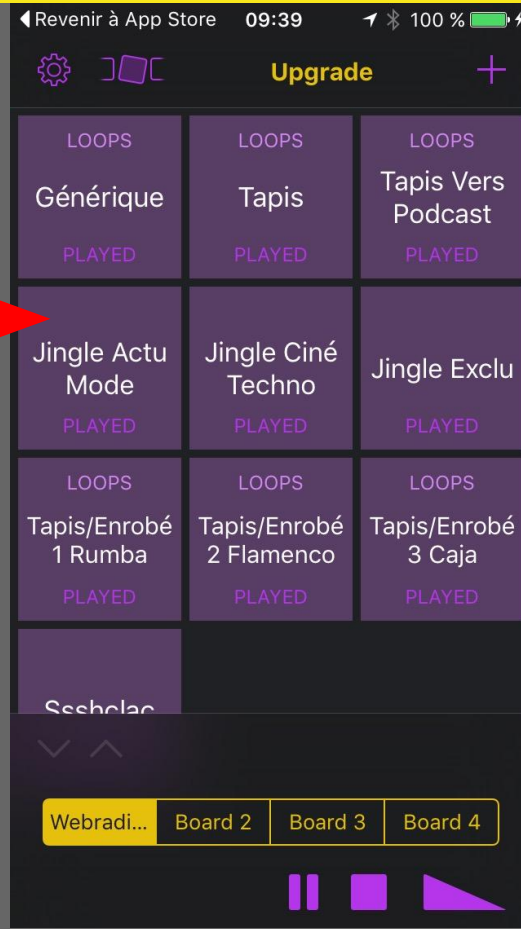 Revenir à App Store 09:39 100 %
Upgrade
LOOPS LOOPS LOOPS
Générique Tapis Tapis Vers
Podcast
PLAYED PLAYED PLAYED
Jingle Actu Jingle Ciné Jingle Exclu
Mode Techno
PLAYED PLAYED PLAYED
LOOPS LOOPS LOOPS
Tapis/Enrobé Tapis/Enrobé Tapis/Enrobé
1 Rumba 2 Flamenco 3 Caja
PLAYED PLAYED PLAYED
Ssshclac
Webradi... Board 2 Board 3 Board 4